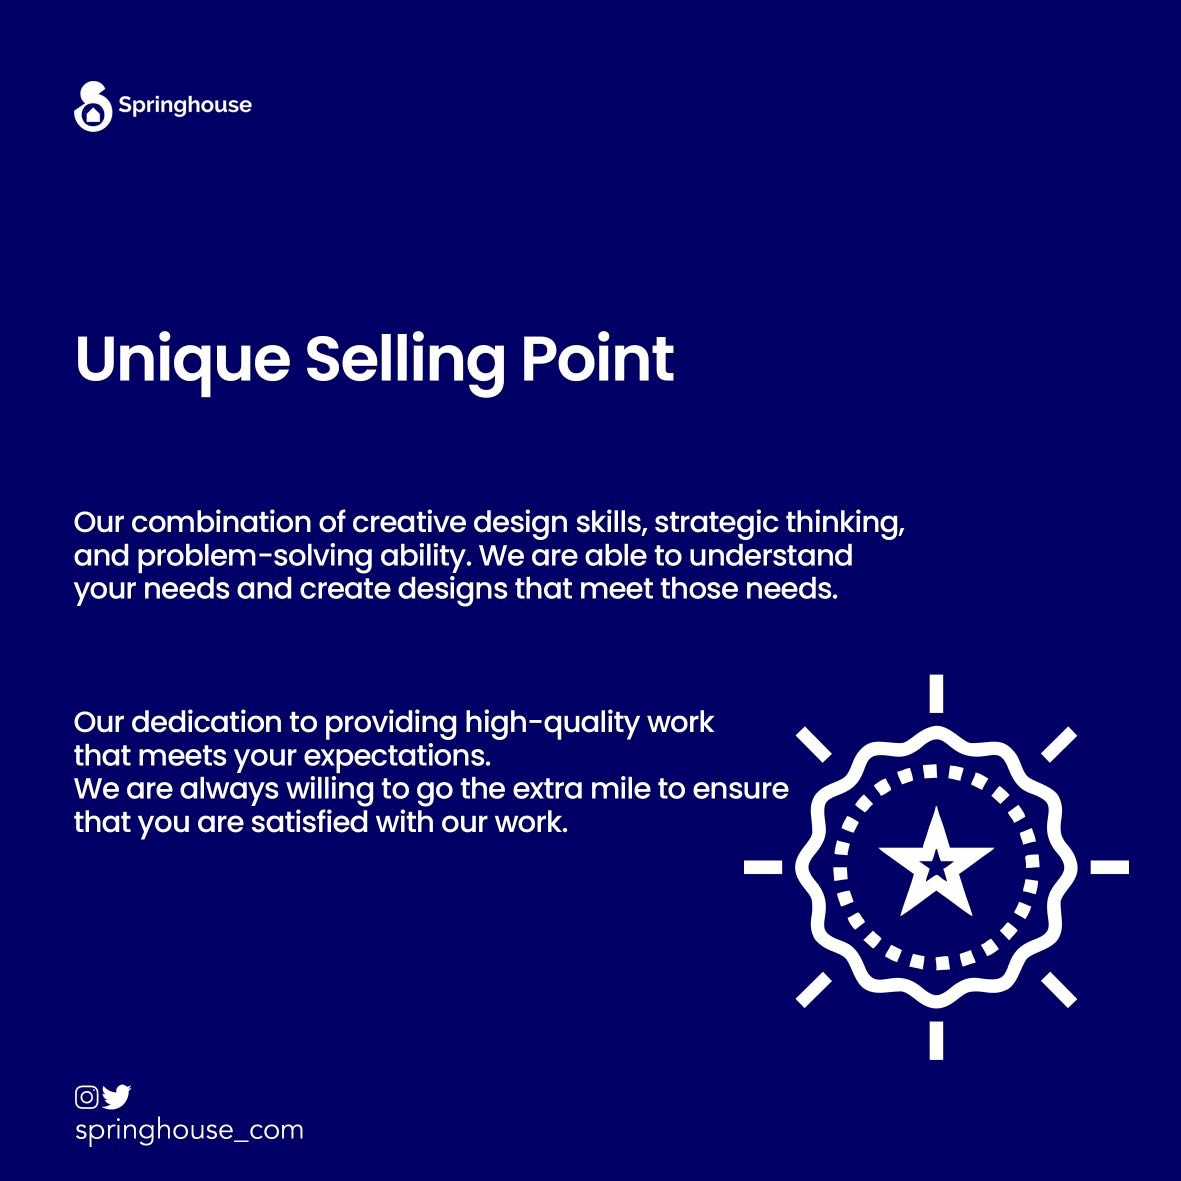 Springhouse
Unique Selling Point
Our combination of creative design skills, strategic thinking,
and problem-solving ability. We are able to understand
your needs and create designs that meet those needs.
Our dedication to providing high-quality work
that meets your expectations.
We are always willing to go the extra mile to ensure
that you are satisfied with our work.
springhouse_com